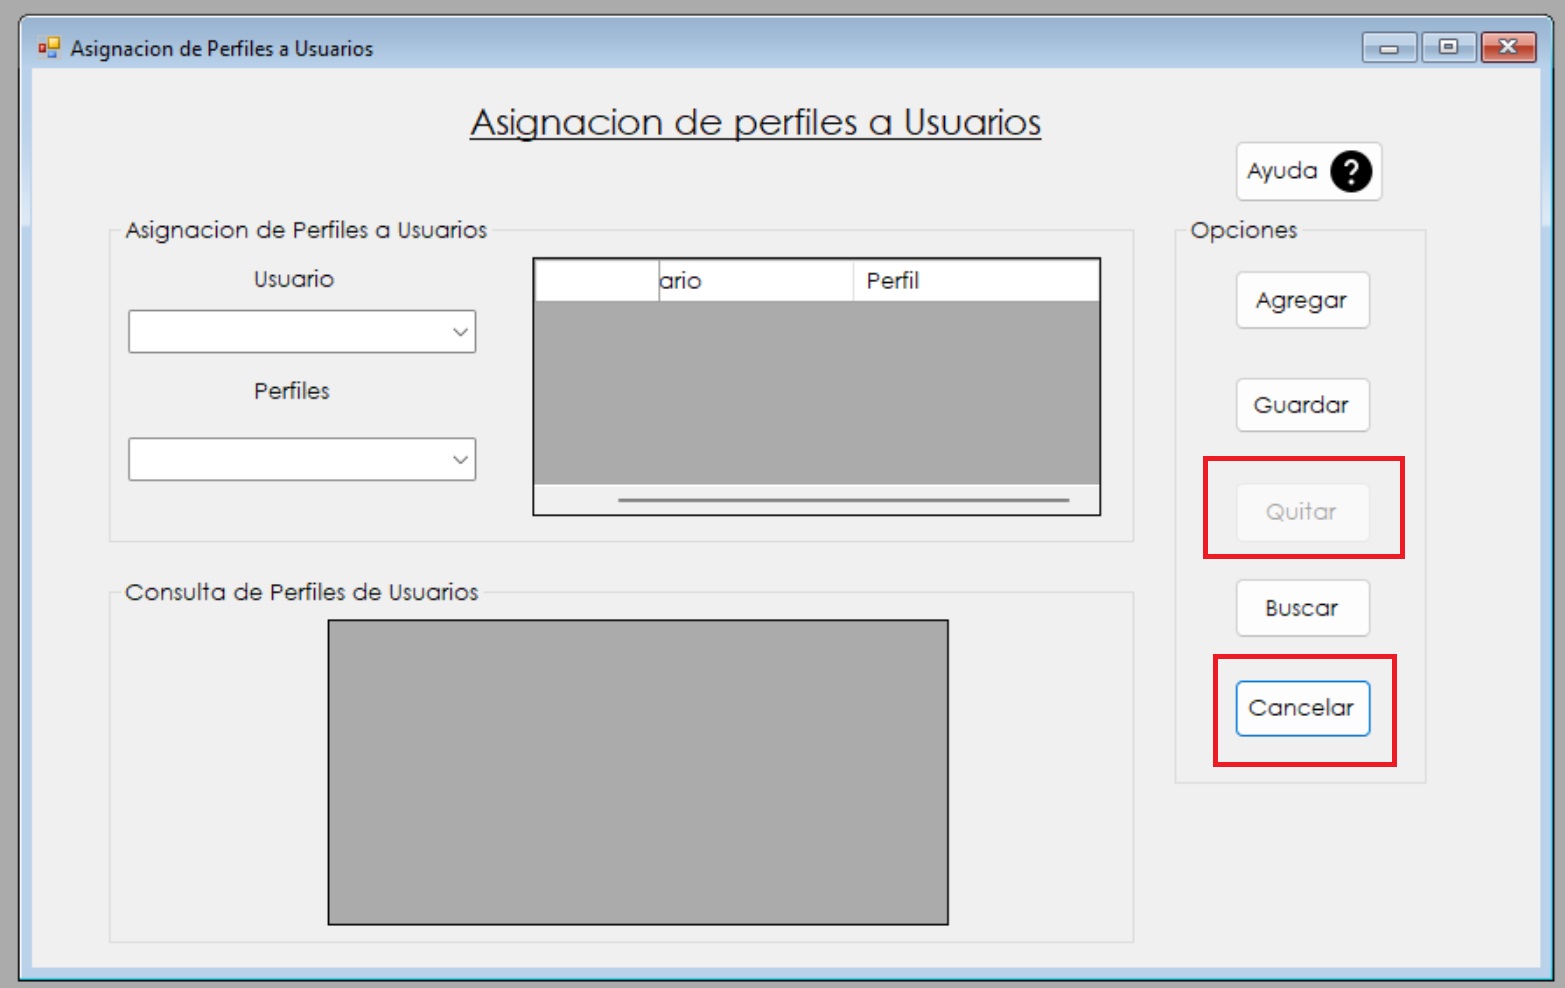 Asignacion de Perfiles a Usuarios
Asignacion de perfiles a Usuarios
Ayuda ?
Asignacion de Perfiles a Usuarios
Usuario
Perfiles
ario Perfil
Consulta de Perfiles de Usuarios
Opciones
Agregar
Guardar
Quitar
Buscar
Cancelar